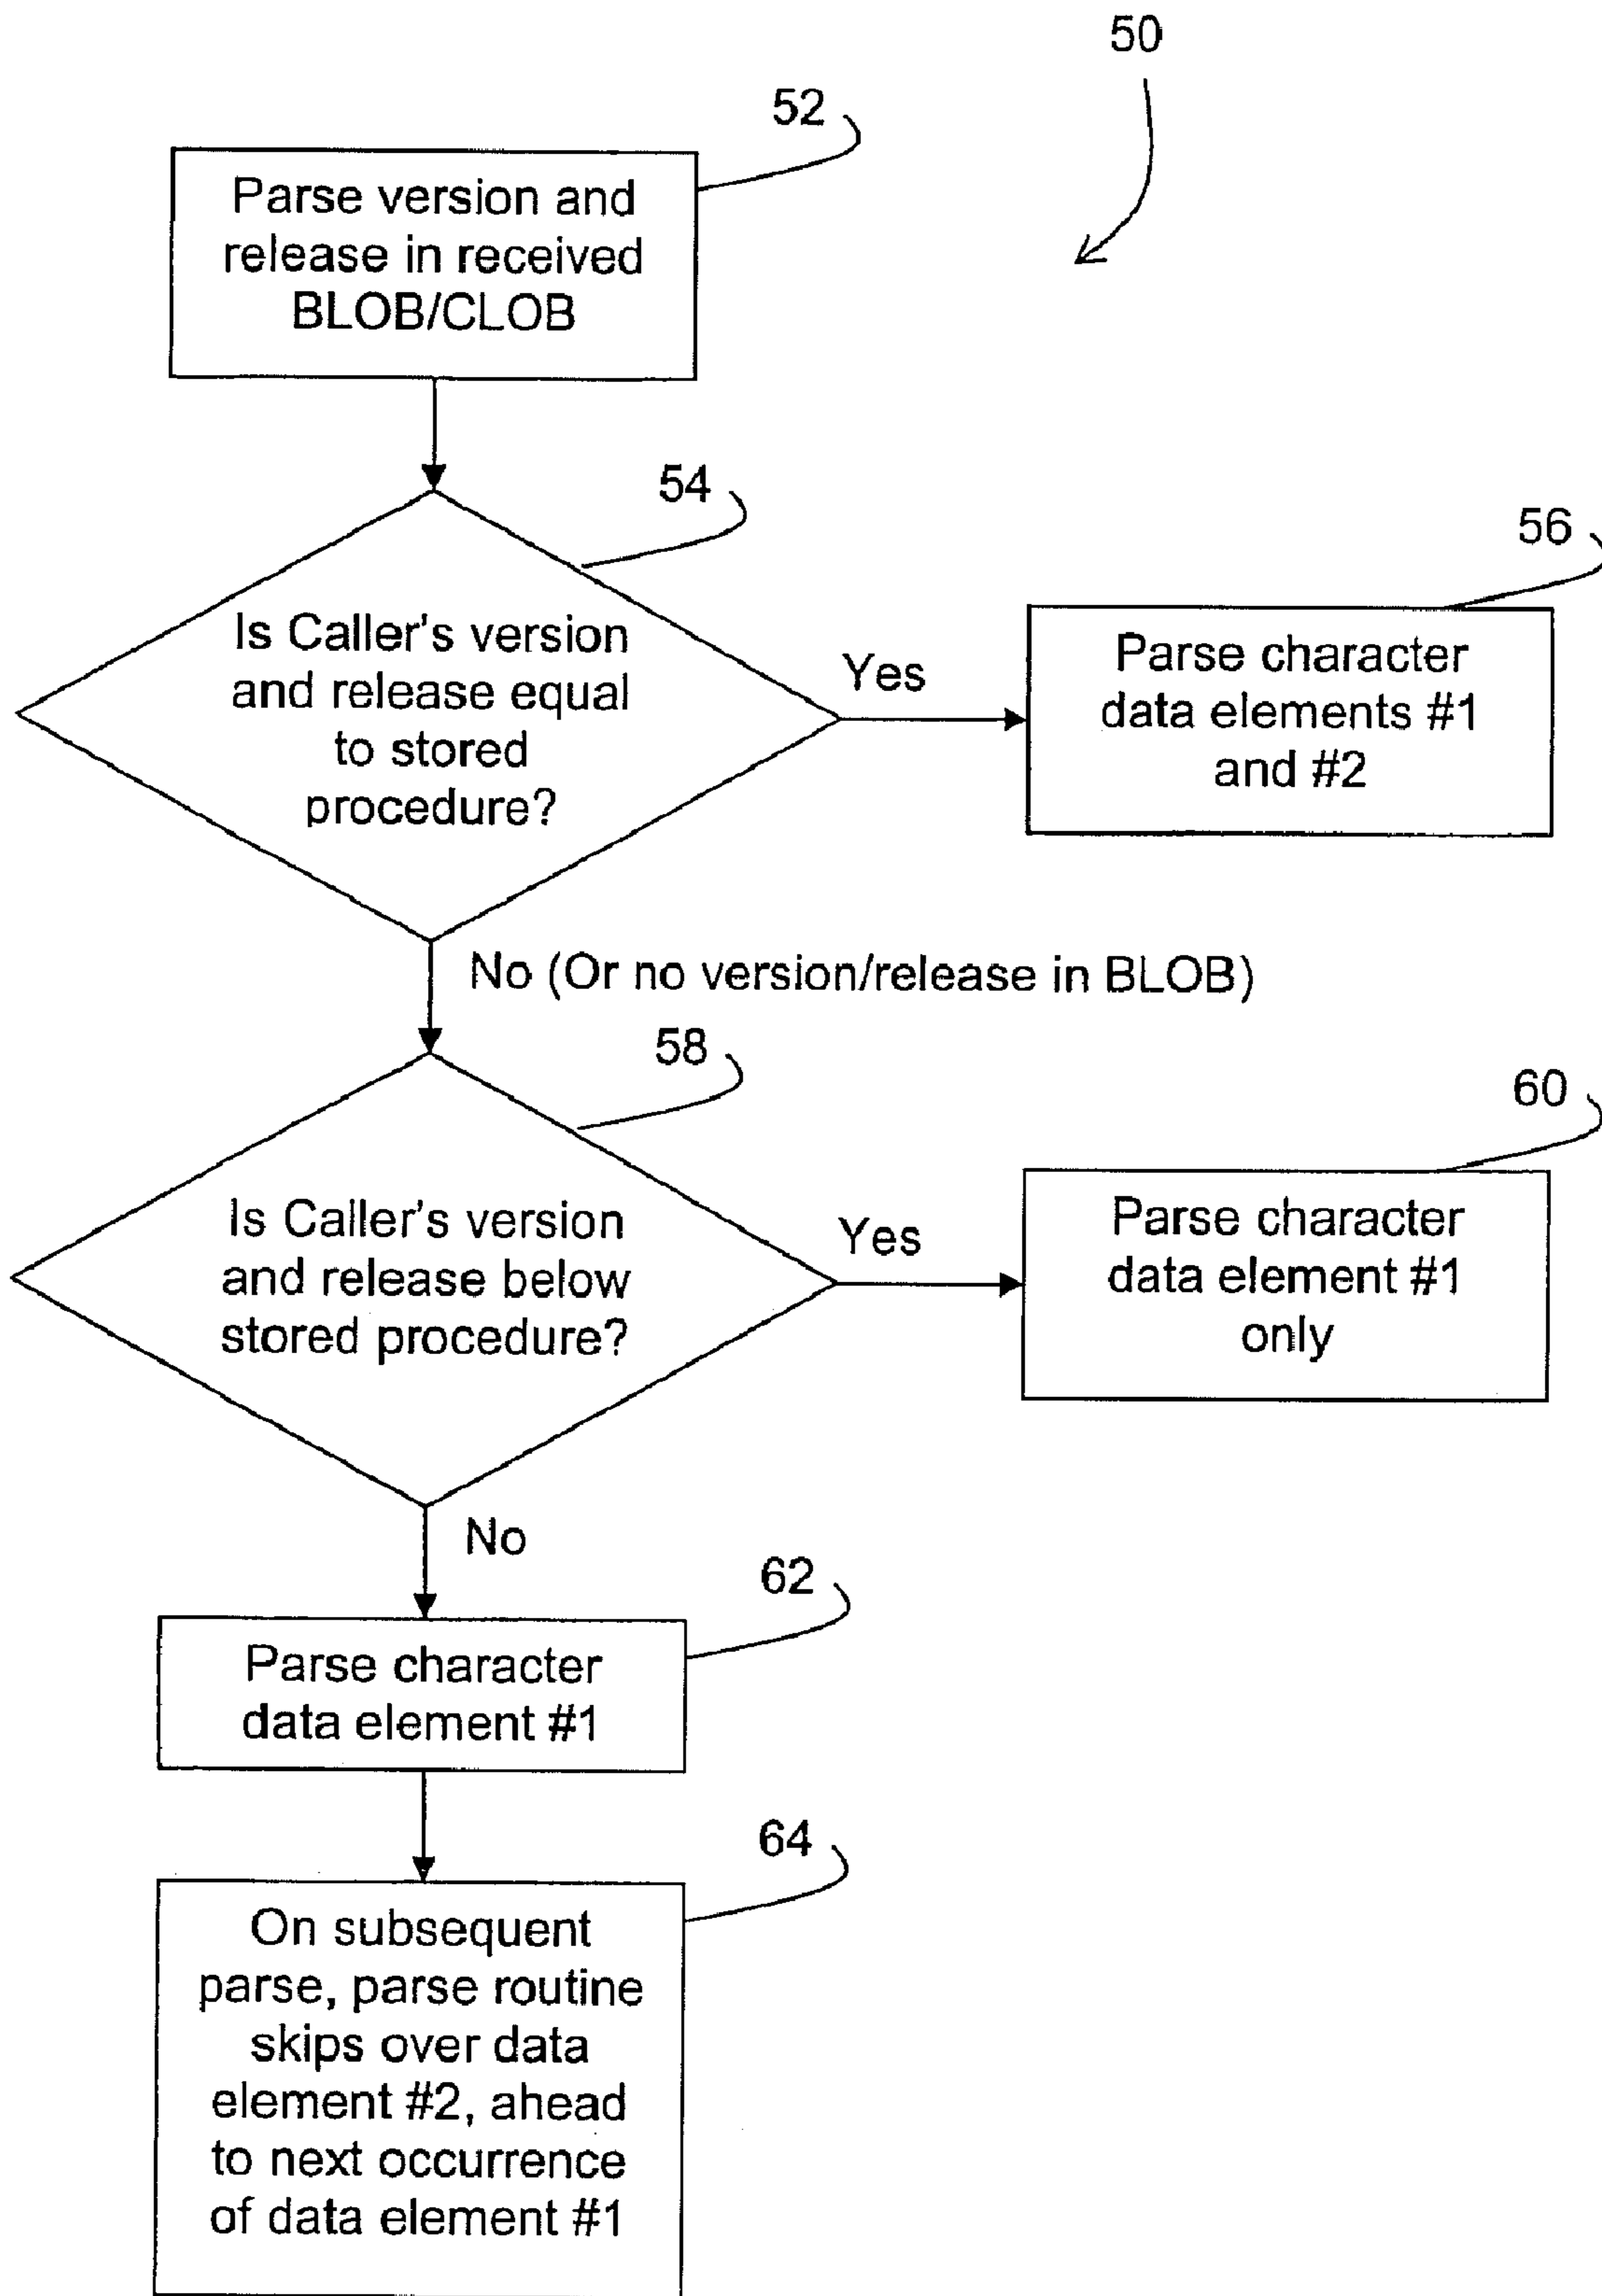 50
52
Parse version and
release in received
BLOB/CLOB
54
Is Caller's version
and release equal
to stored
procedure?
Yes
56
Parse character
data elements #1
and #2
No (Or no version/release in BLOB)
58
Is Caller's version
and release below
stored procedure?
Yes
60
Parse character
data element #1
only
No
62
Parse character
data element #1
64
On subsequent
parse, parse routine
skips over data
element #2, ahead
to next occurrence
of data element #1